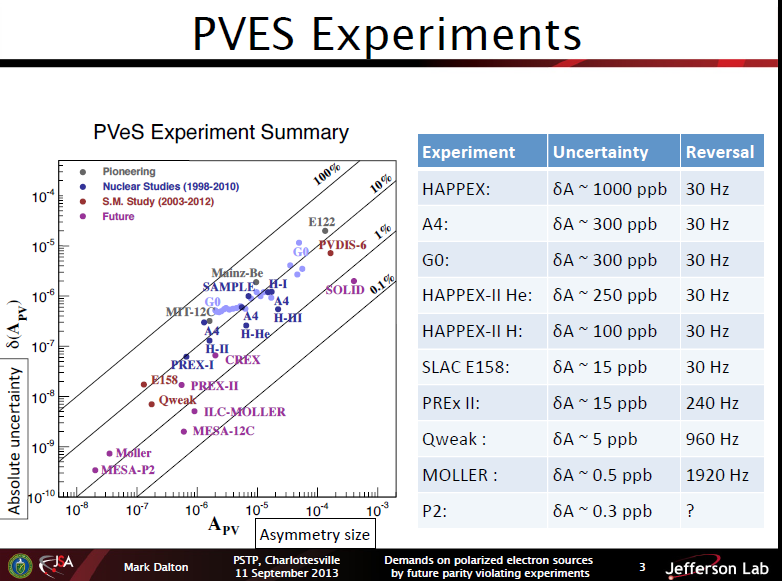 PVES Experiments
PVeS Experiment Summary
Pioneering
Nuclear Studies (1998-2010)
S.M. Study (2003-2012)
Future
100%
10%
1%
0.1%
E122
G0
PVDIS-6
Mainz-Be
SAMPLE
H-I
SOLID
G0
MIT-12C
A4
H-III
A4
A4
H-He
H-II
PREX-I
CREX
E158
PREX-II
Qweak
ILC-MOLLER
MESA-12C
Moller
MESA-P2
10⁻⁴
10⁻⁵
10⁻⁶
10⁻⁷
10⁻⁸
10⁻⁹
10⁻¹⁰
δ(A_PV)
Absolute uncertainty
10⁻⁸ 10⁻⁷ 10⁻⁶ 10⁻⁵ 10⁻⁴ 10⁻³
A_PV
Asymmetry size
Experiment Uncertainty Reversal
HAPPEX: δA ~ 1000 ppb 30 Hz
A4: δA ~ 300 ppb 30 Hz
G0: δA ~ 300 ppb 30 Hz
HAPPEX-II He: δA ~ 250 ppb 30 Hz
HAPPEX-II H: δA ~ 100 ppb 30 Hz
SLAC E158: δA ~ 15 ppb 30 Hz
PREx II: δA ~ 15 ppb 240 Hz
Qweak : δA ~ 5 ppb 960 Hz
MOLLER : δA ~ 0.5 ppb 1920 Hz
P2: δA ~ 0.3 ppb ?
JSA
Mark Dalton
PSTP, Charlottesville
11 September 2013
Demands on polarized electron sources
by future parity violating experiments
3
Jefferson Lab